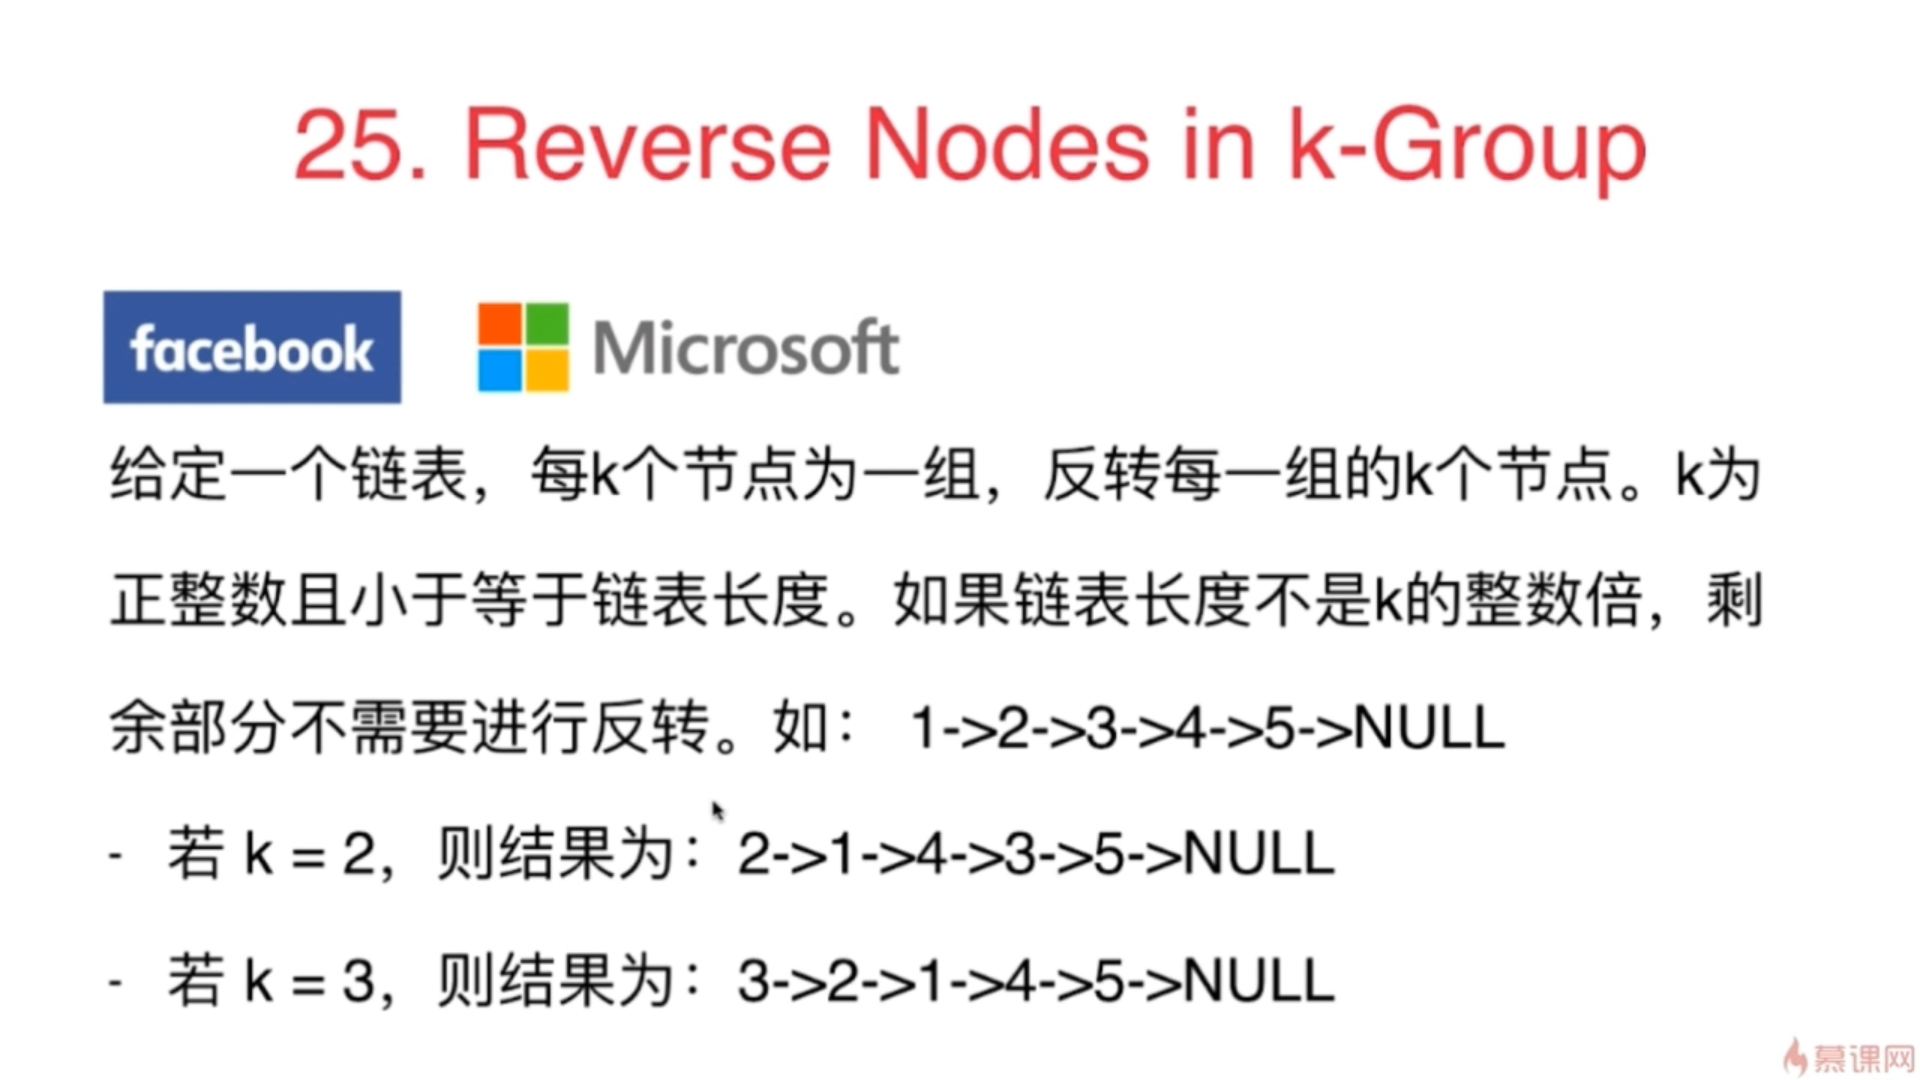 25. Reverse Nodes in k-Group
facebook Microsoft
给定一个链表，每k个节点为一组，反转每一组的k个节点。k为
正整数且小于等于链表长度。如果链表长度不是k的整数倍，剩
余部分不需要进行反转。如： 1->2->3->4->5->NULL
- 若 k = 2，则结果为：2->1->4->3->5->NULL
- 若 k = 3，则结果为：3->2->1->4->5->NULL
慕课网